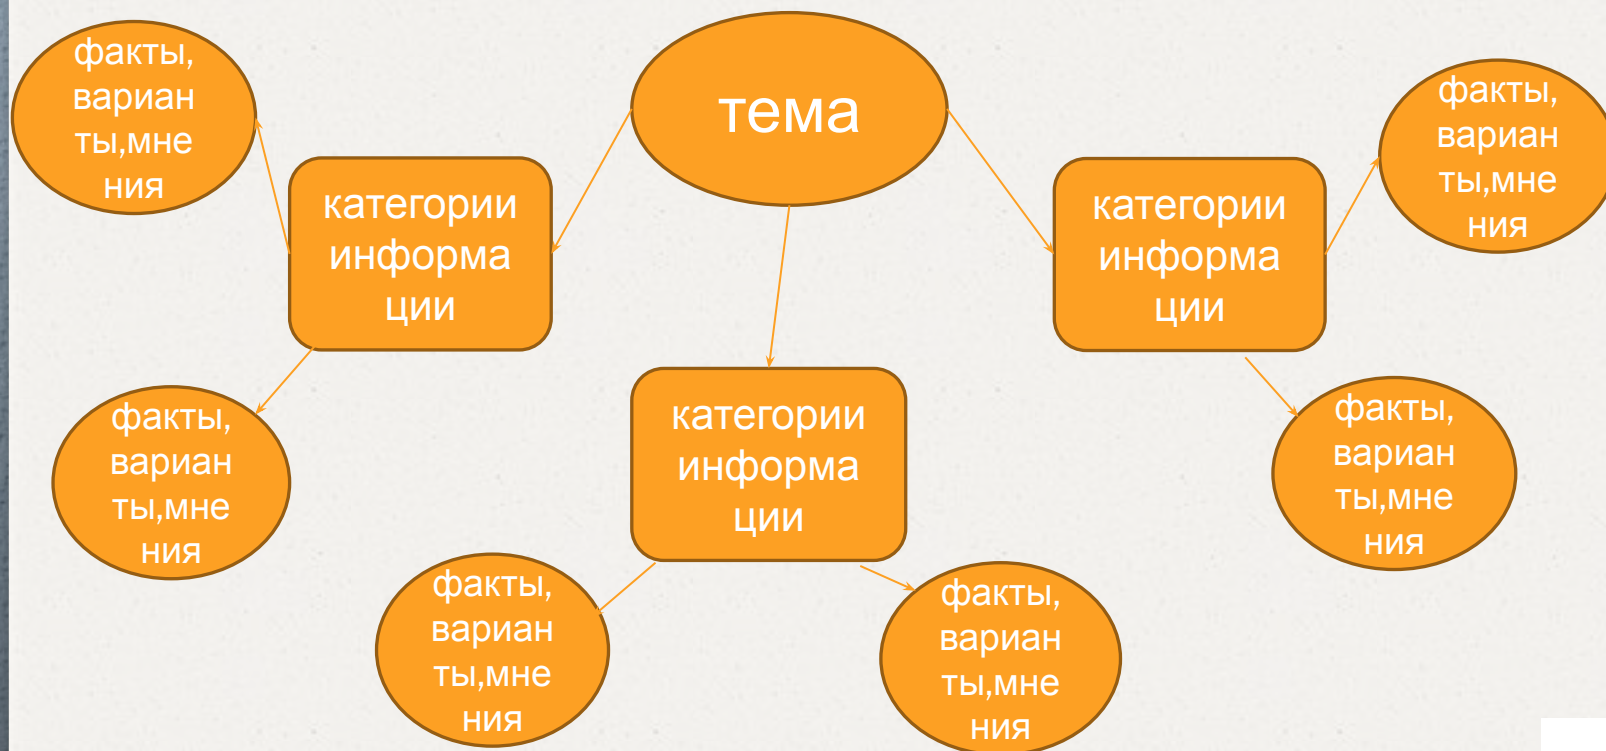 тема
факты,
вариан
ты,мне
ния
категории
информа
ции
факты,
вариан
ты,мне
ния
категории
информа
ции
факты,
вариан
ты,мне
ния
факты,
вариан
ты,мне
ния
категории
информа
ции
факты,
вариан
ты,мне
ния
факты,
вариан
ты,мне
ния